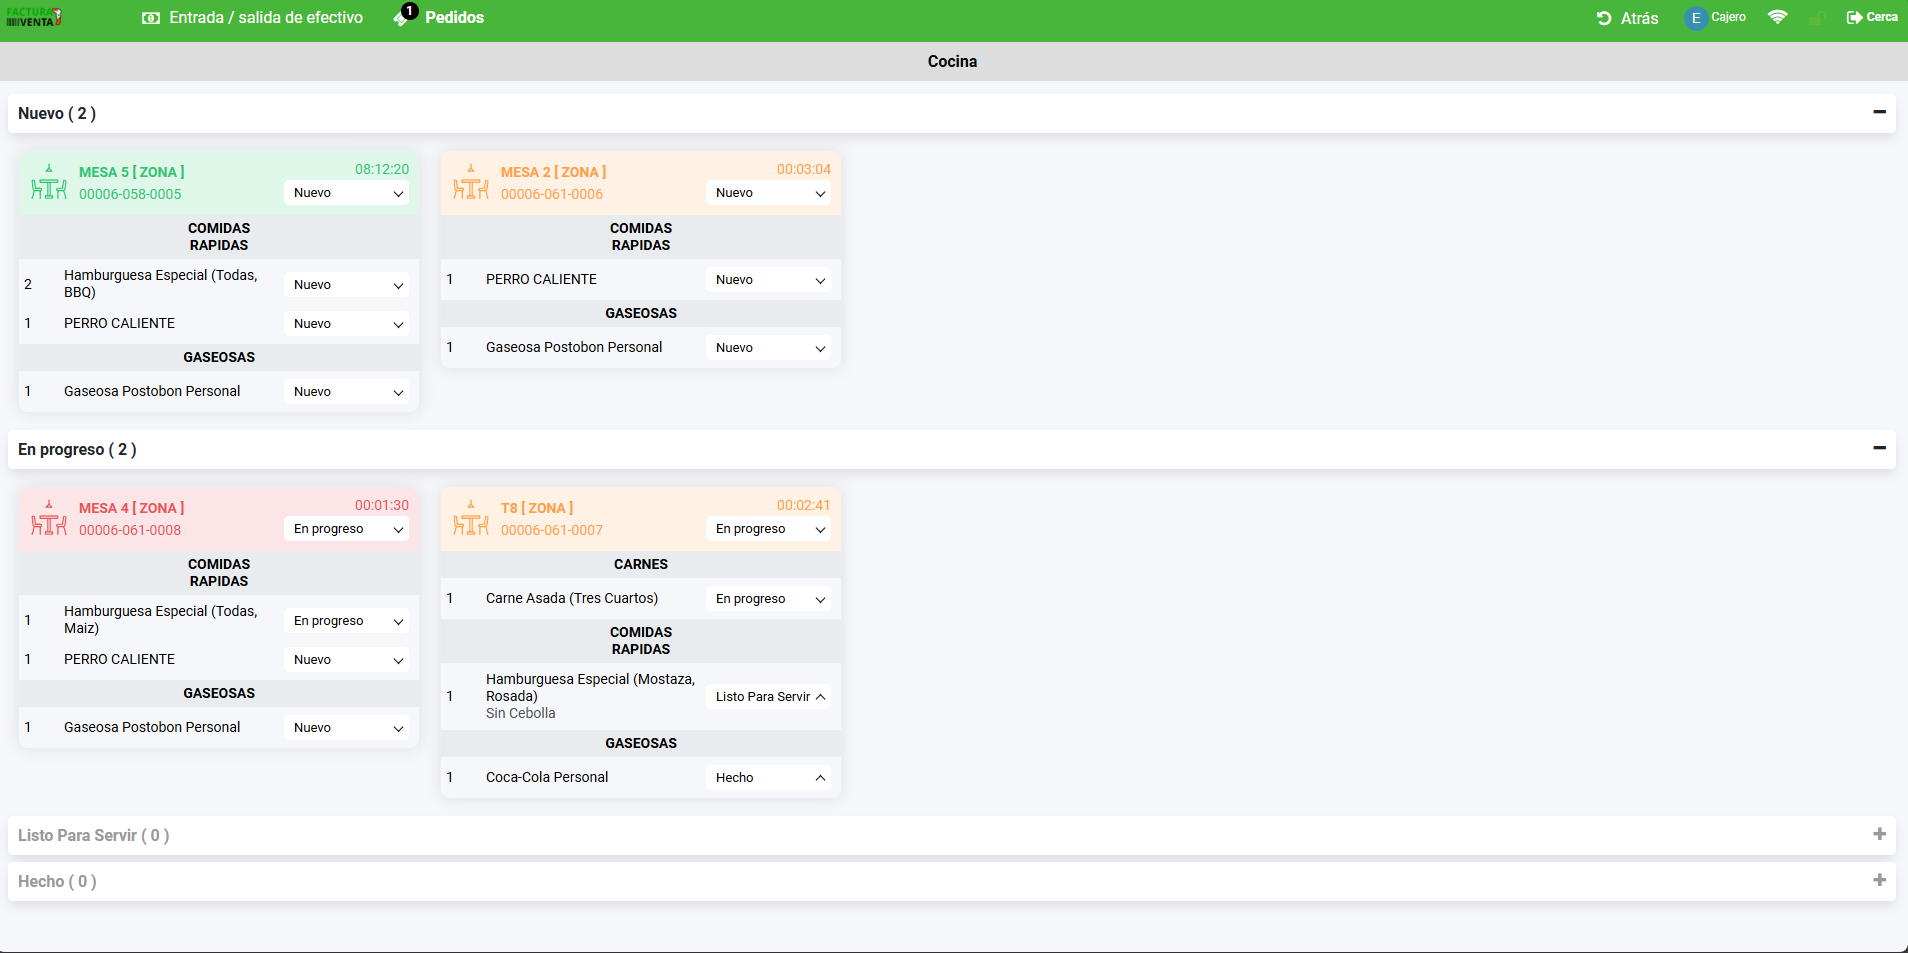 FACTURA
VENTA
Entrada / salida de efectivo
1
Pedidos
Atrás
E
Cajero
Cerca
Cocina
Nuevo ( 2 )
MESA 5 [ ZONA ]
08:12:20
00006-058-0005
Nuevo
COMIDAS
RAPIDAS
2
Hamburguesa Especial (Todas,
BBQ)
Nuevo
1
PERRO CALIENTE
Nuevo
GASEOSAS
1
Gaseosa Postobon Personal
Nuevo
MESA 2 [ ZONA ]
00:03:04
00006-061-0006
Nuevo
COMIDAS
RAPIDAS
1
PERRO CALIENTE
Nuevo
GASEOSAS
1
Gaseosa Postobon Personal
Nuevo
En progreso ( 2 )
MESA 4 [ ZONA ]
00:01:30
00006-061-0008
En progreso
COMIDAS
RAPIDAS
1
Hamburguesa Especial (Todas,
Maiz)
En progreso
1
PERRO CALIENTE
Nuevo
GASEOSAS
1
Gaseosa Postobon Personal
Nuevo
T8 [ ZONA ]
00:02:41
00006-061-0007
En progreso
CARNES
1
Carne Asada (Tres Cuartos)
En progreso
COMIDAS
RAPIDAS
1
Hamburguesa Especial (Mostaza,
Rosada)
Sin Cebolla
Listo Para Servir
GASEOSAS
1
Coca-Cola Personal
Hecho
Listo Para Servir ( 0 )
Hecho ( 0 )